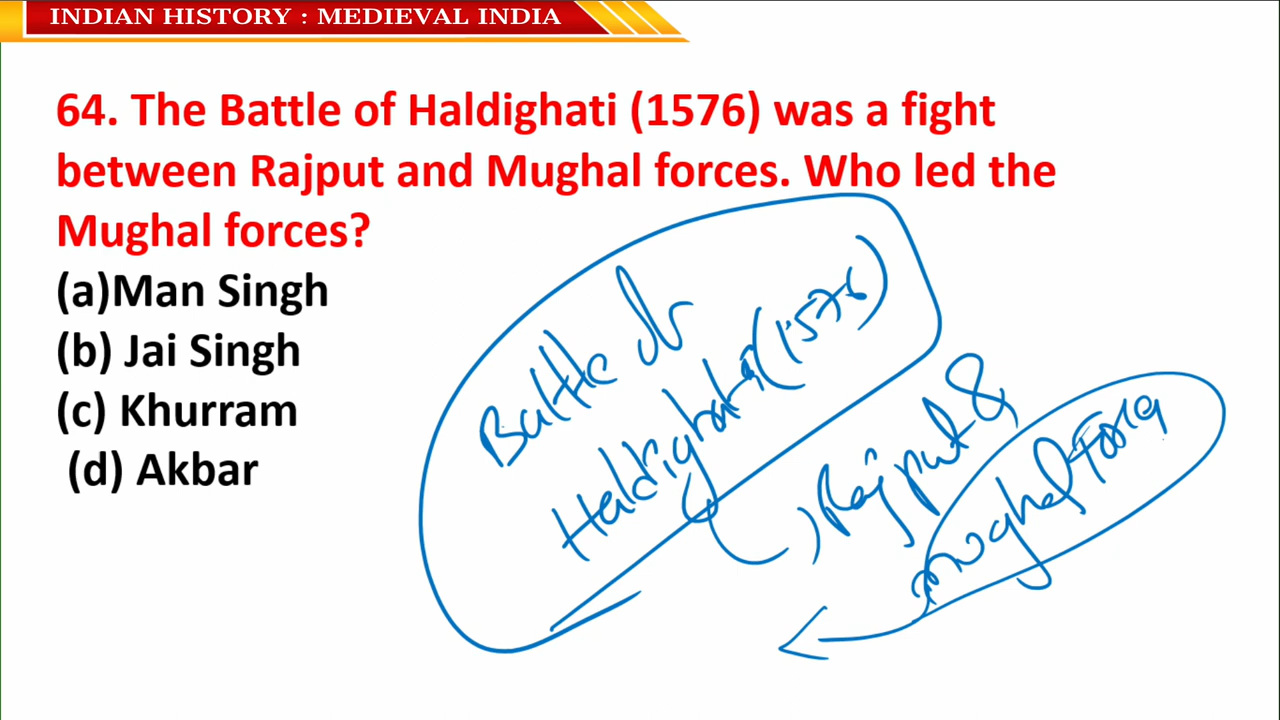 INDIAN HISTORY : MEDIEVAL INDIA
64. The Battle of Haldighati (1576) was a fight
between Rajput and Mughal forces. Who led the
Mughal forces?
(a)Man Singh
(b) Jai Singh
(c) Khurram
(d) Akbar
Battle of
Haldighati (1576)
Rajput &
Mughal